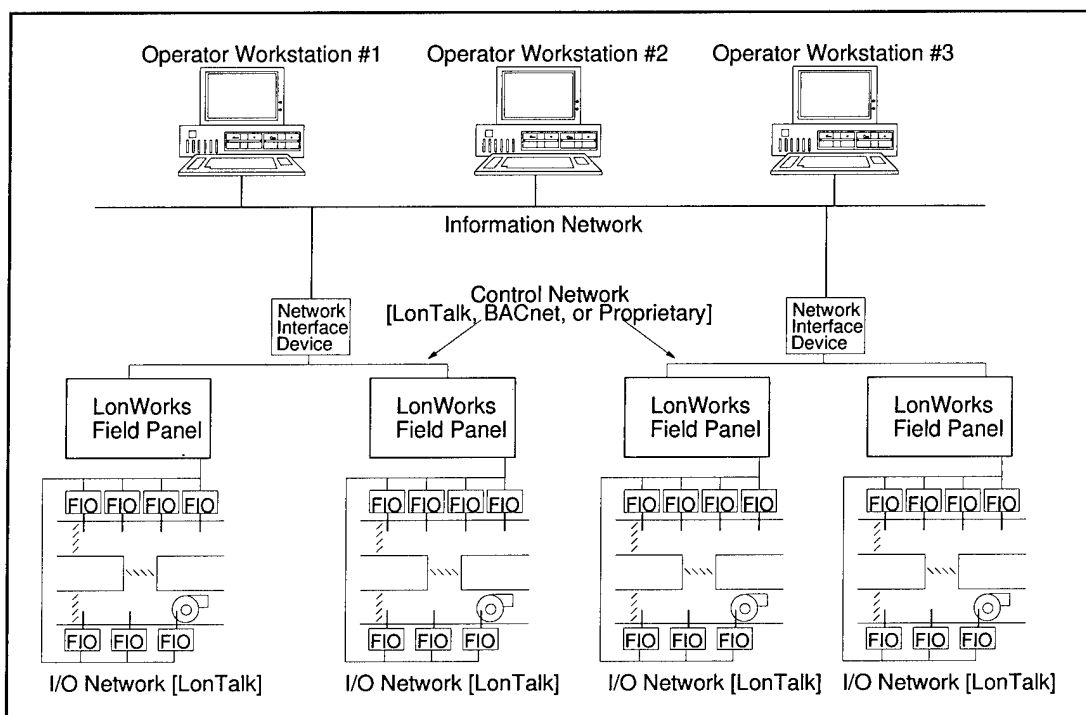 Operator Workstation #1
Operator Workstation #2
Operator Workstation #3
Information Network
Network
Interface
Device
Control Network
[LonTalk, BACnet, or Proprietary]
Network
Interface
Device
LonWorks
Field Panel
LonWorks
Field Panel
LonWorks
Field Panel
LonWorks
Field Panel
FIO FIO FIO FIO
FIO FIO FIO FIO
FIO FIO FIO FIO
FIO FIO FIO FIO
FIO FIO FIO
FIO FIO FIO
FIO FIO FIO
FIO FIO FIO
I/O Network [LonTalk]
I/O Network [LonTalk]
I/O Network [LonTalk]
I/O Network [LonTalk]